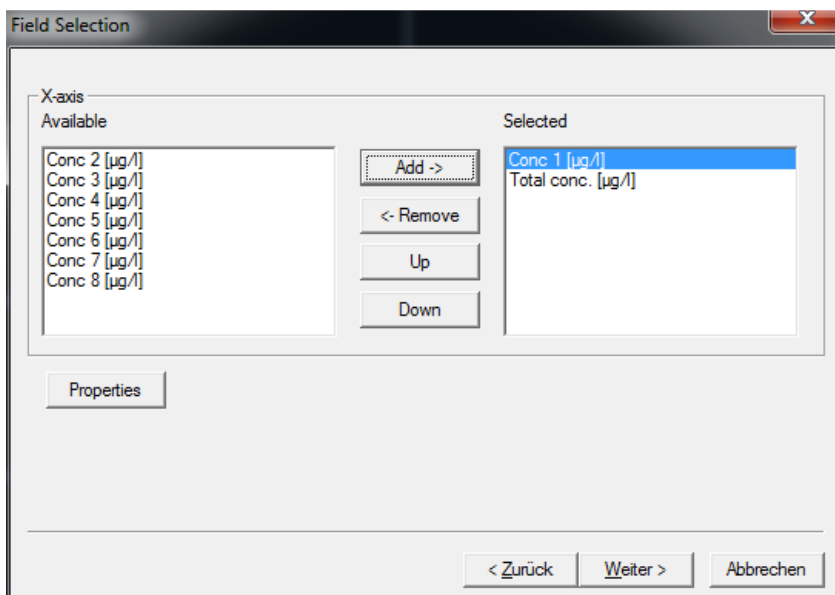 Field Selection
X-axis
Available
Selected
Conc 2 [µg/l]
Conc 3 [µg/l]
Conc 4 [µg/l]
Conc 5 [µg/l]
Conc 6 [µg/l]
Conc 7 [µg/l]
Conc 8 [µg/l]
Add ->
<- Remove
Up
Down
Conc 1 [µg/l]
Total conc. [µg/l]
Properties
< Zurück
Weiter >
Abbrechen